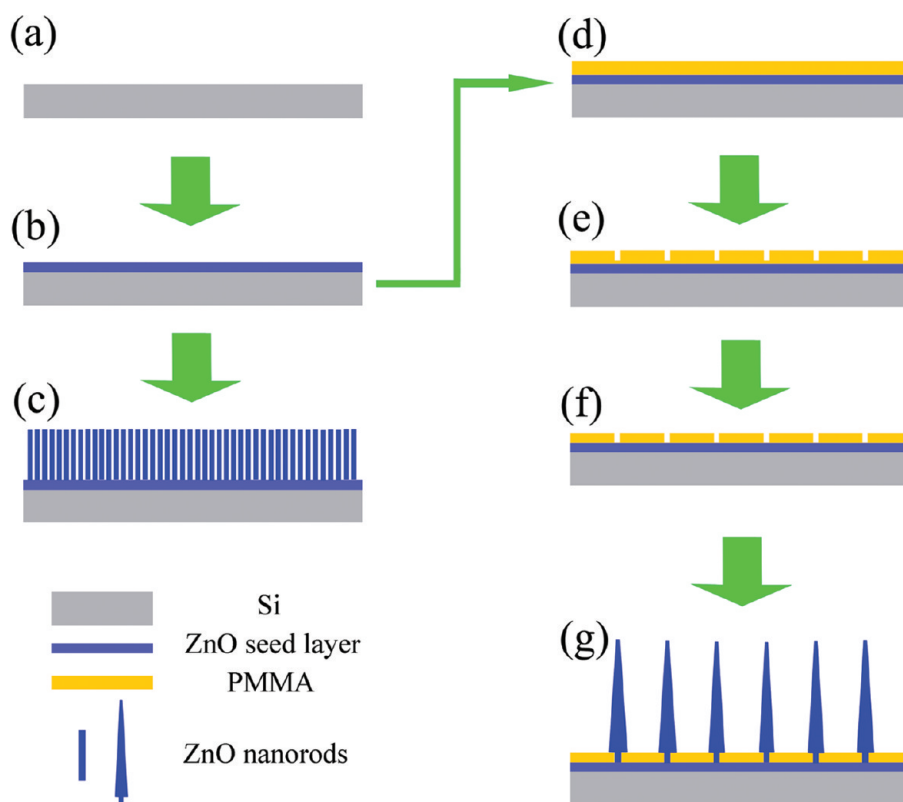 (a)
(b)
(c)
Si
ZnO seed layer
PMMA
ZnO nanorods
(d)
(e)
(f)
(g)